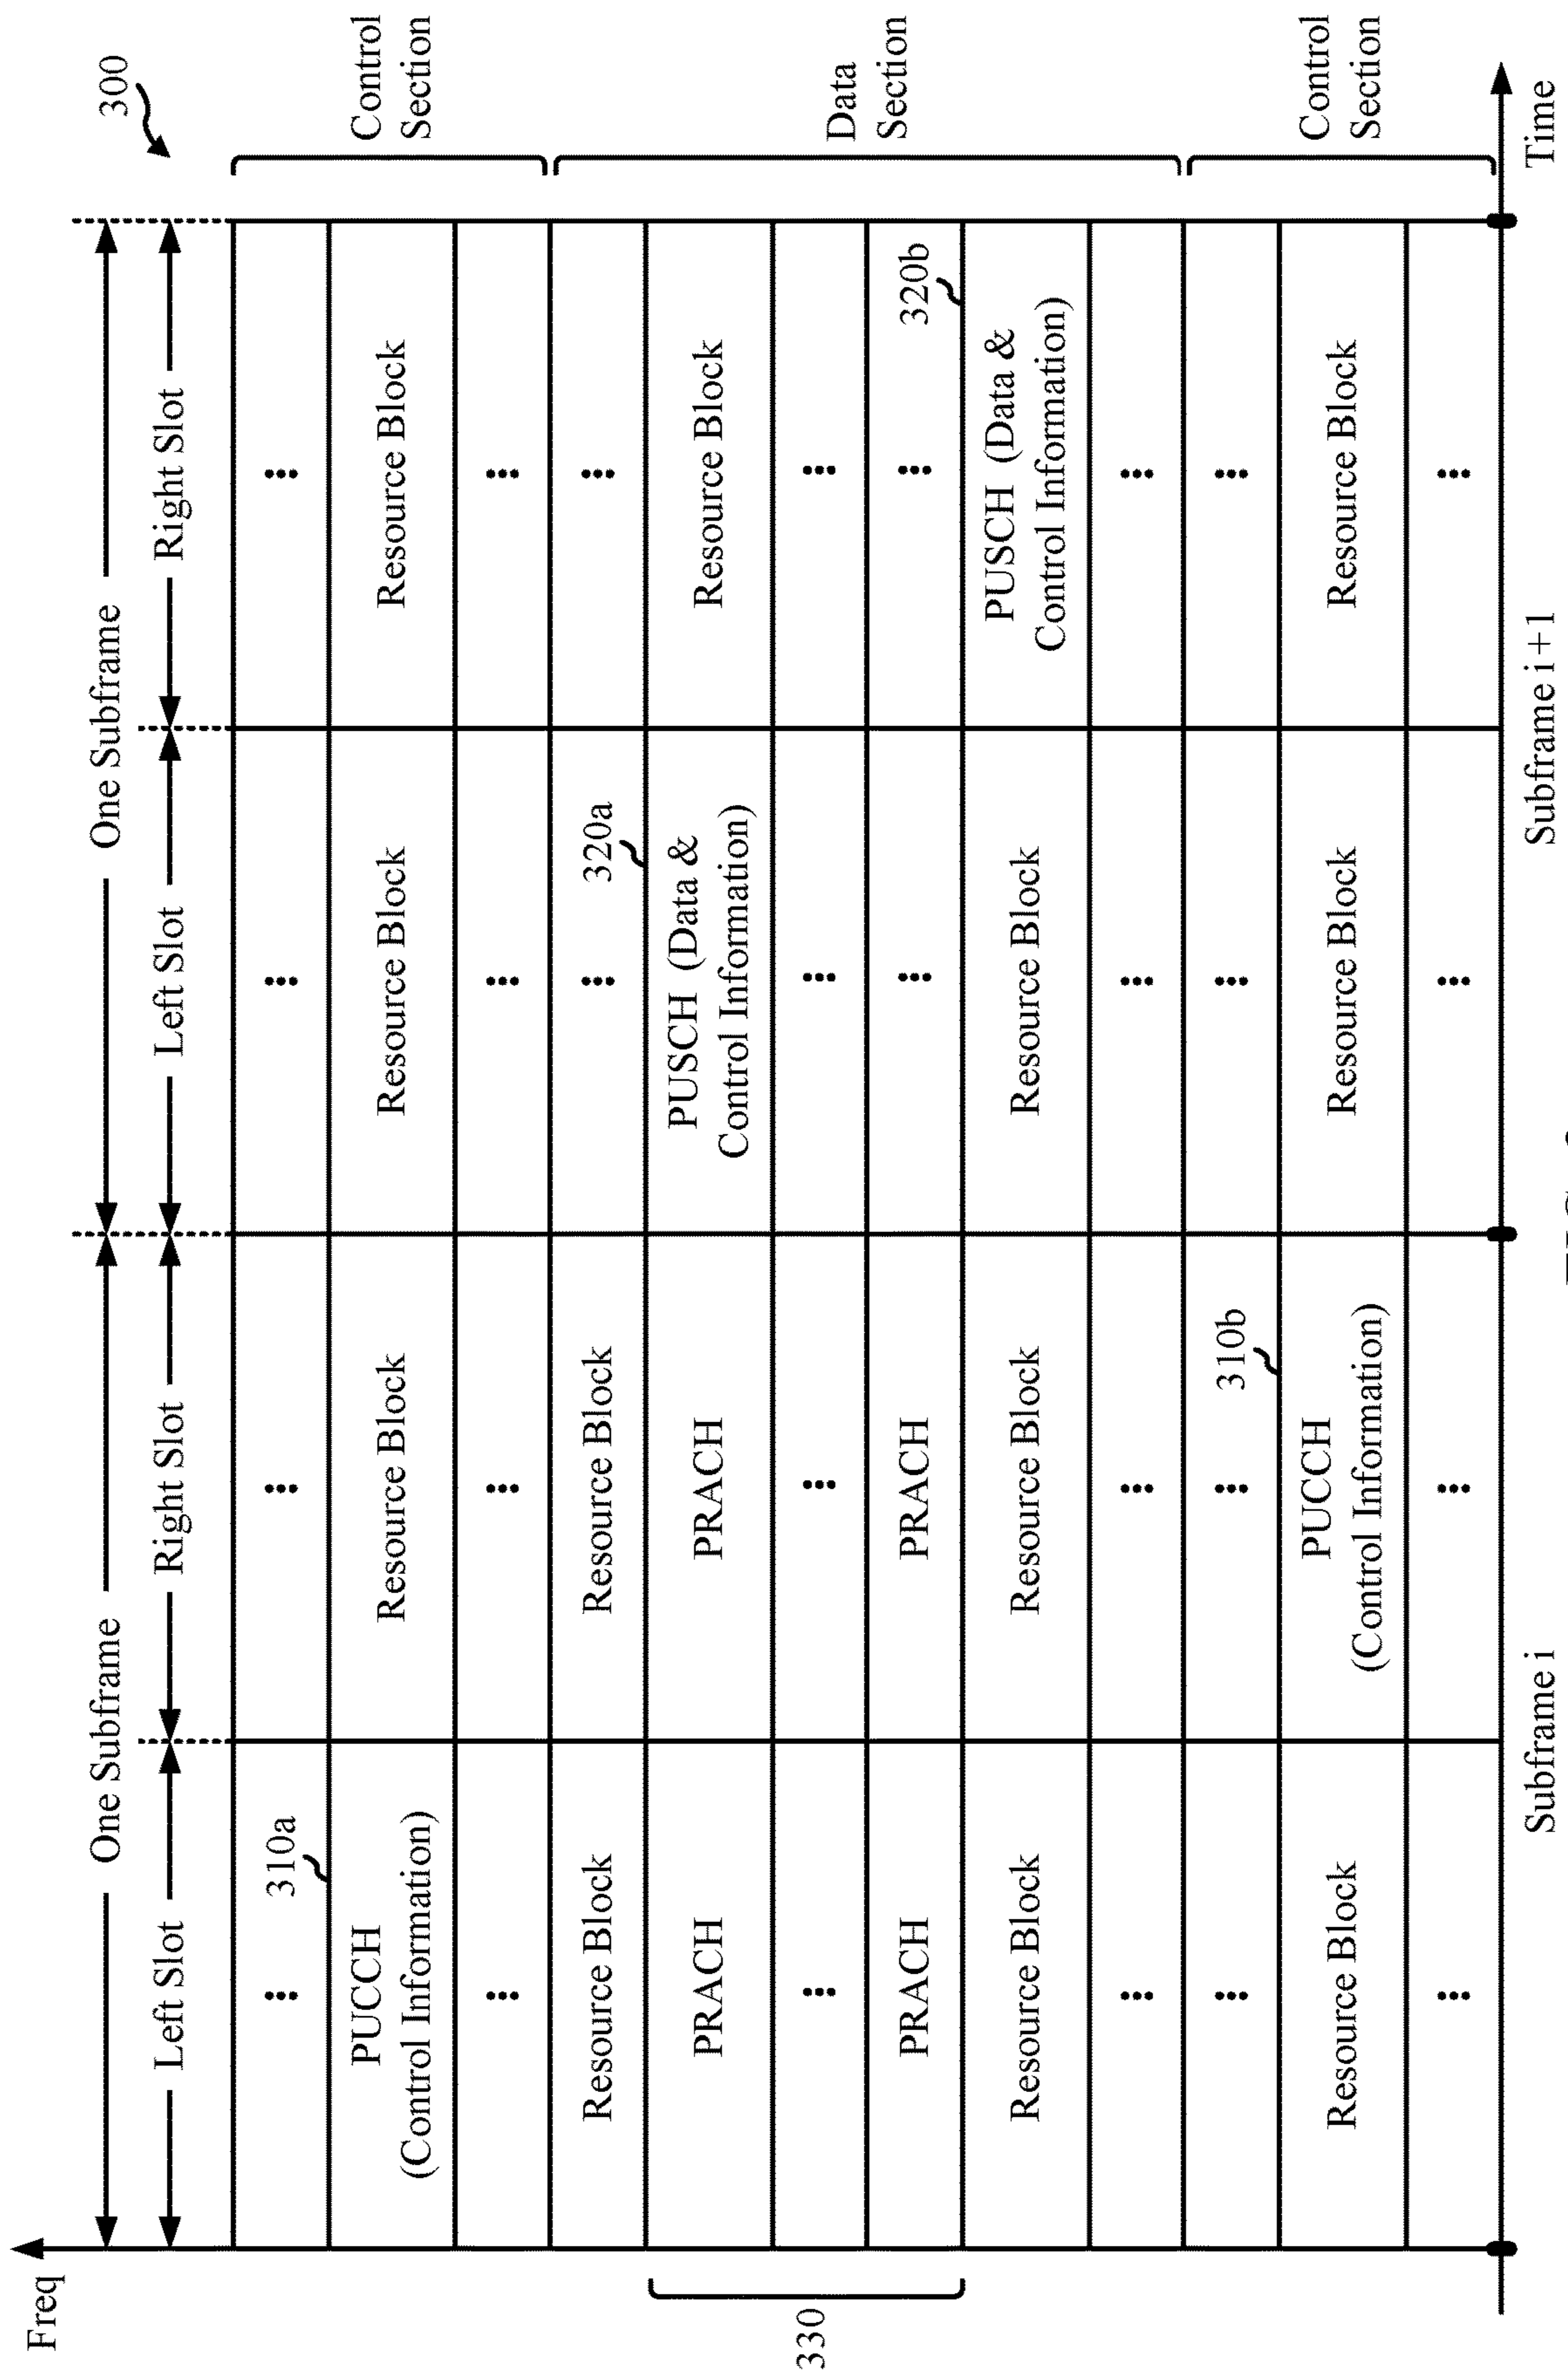 300
Freq
One Subframe
One Subframe
Left Slot
Right Slot
Left Slot
Right Slot
Control
Section
Data
Section
Control
Section
310a
PUCCH
(Control Information)
Resource Block
Resource Block
Resource Block
Resource Block
Resource Block
320a
PRACH
PRACH
PUSCH (Data &
Control Information)
Resource Block
330
PRACH
PRACH
320b
Resource Block
Resource Block
Resource Block
PUSCH (Data &
Control Information)
310b
Resource Block
PUCCH
(Control Information)
Resource Block
Resource Block
Subframe i
Subframe i+1
Time